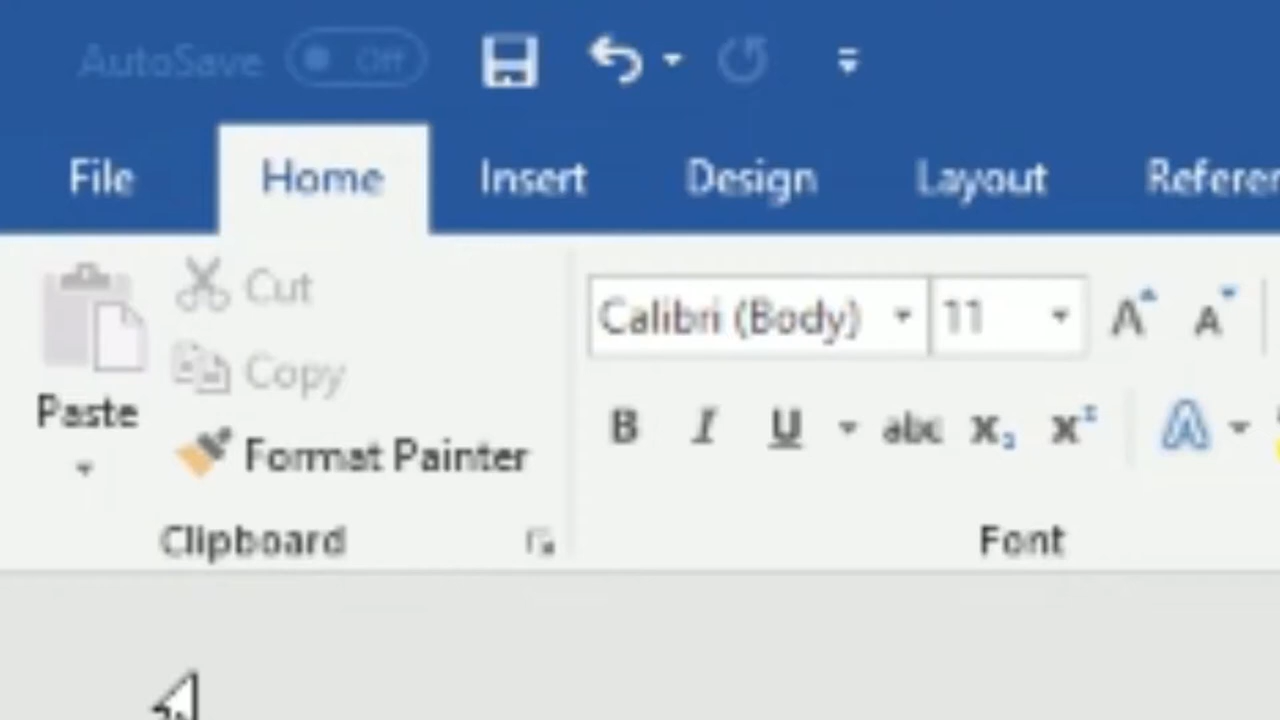 AutoSave Off
File Home Insert Design Layout Refere
Cut
Copy
Paste
Format Painter
Clipboard
Calibri (Body) 11
A A
B I U abc x₂ x² A
Font